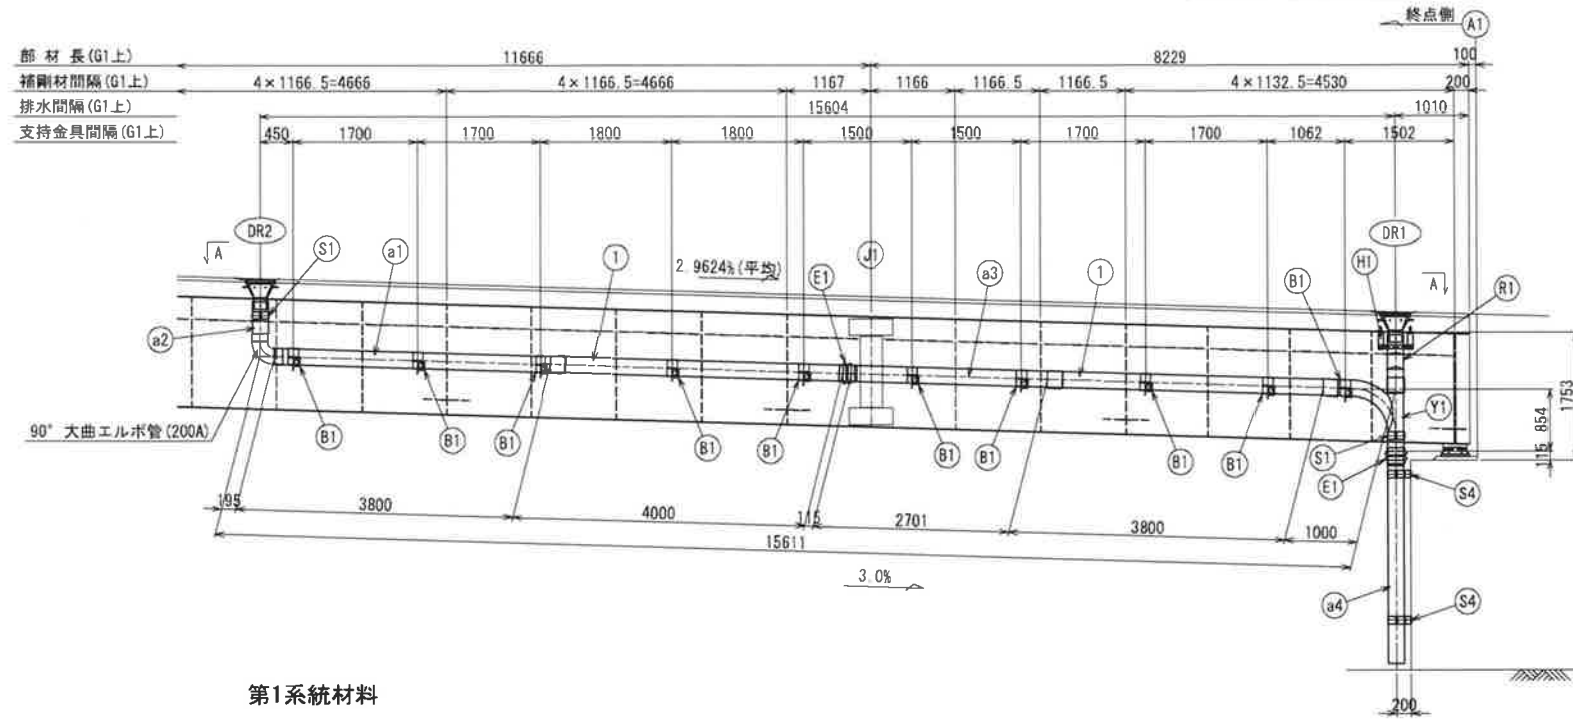 終点側 A1
部 材 長(G1上) 11666 8229 100
補剛材間隔(G1上) 4×1166.5=4666 4×1166.5=4666 1167 1166 1166.5 1166.5 4×1132.5=4530 200
排水間隔(G1上) 15604 1010
支持金具間隔(G1上) 450 1700 1700 1800 1800 1500 1500 1700 1700 1062 1502
DR2 J1 DR1
A S1 a1 1 E1 2.9624%(平均) a3 1 H1 B1 A R1
a2
90° 大曲エルボ管(200A) B1 B1 B1 B1 B1 B1 B1 B1 B1 S1 Y1
E1 S4
1753
854
115
195 3800 4000 115 2701 3800 1000
15611
3.0%
a4 S4
200
第1系統材料